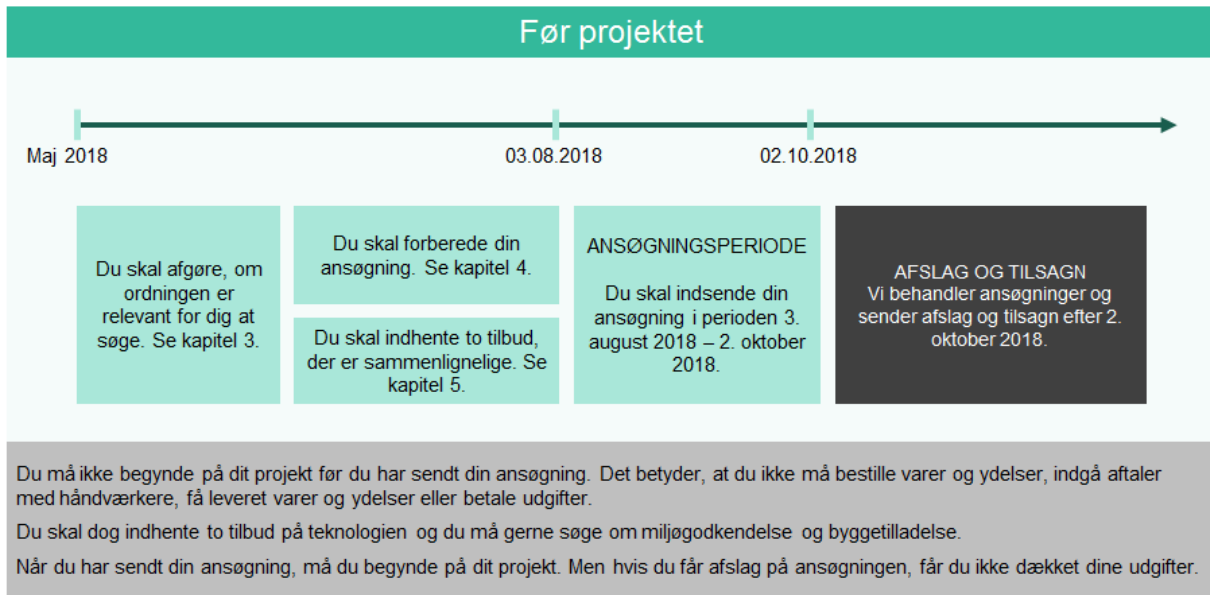 Før projektet
Maj 2018
03.08.2018
02.10.2018
Du skal afgøre, om
ordningen er
relevant for dig at
søge. Se kapitel 3.
Du skal forberede din
ansøgning. Se kapitel 4.
Du skal indhente to tilbud,
der er sammenlignelige. Se
kapitel 5.
ANSØGNINGSPERIODE
Du skal indsende din
ansøgning i perioden 3.
august 2018 – 2. oktober
2018.
AFSLAG OG TILSAGN
Vi behandler ansøgninger og
sender afslag og tilsagn efter 2.
oktober 2018.
Du må ikke begynde på dit projekt før du har sendt din ansøgning. Det betyder, at du ikke må bestille varer og ydelser, indgå aftaler
med håndværkere, få leveret varer og ydelser eller betale udgifter.
Du skal dog indhente to tilbud på teknologien og du må gerne søge om miljøgodkendelse og byggetilladelse.
Når du har sendt din ansøgning, må du begynde på dit projekt. Men hvis du får afslag på ansøgningen, får du ikke dækket dine udgifter.